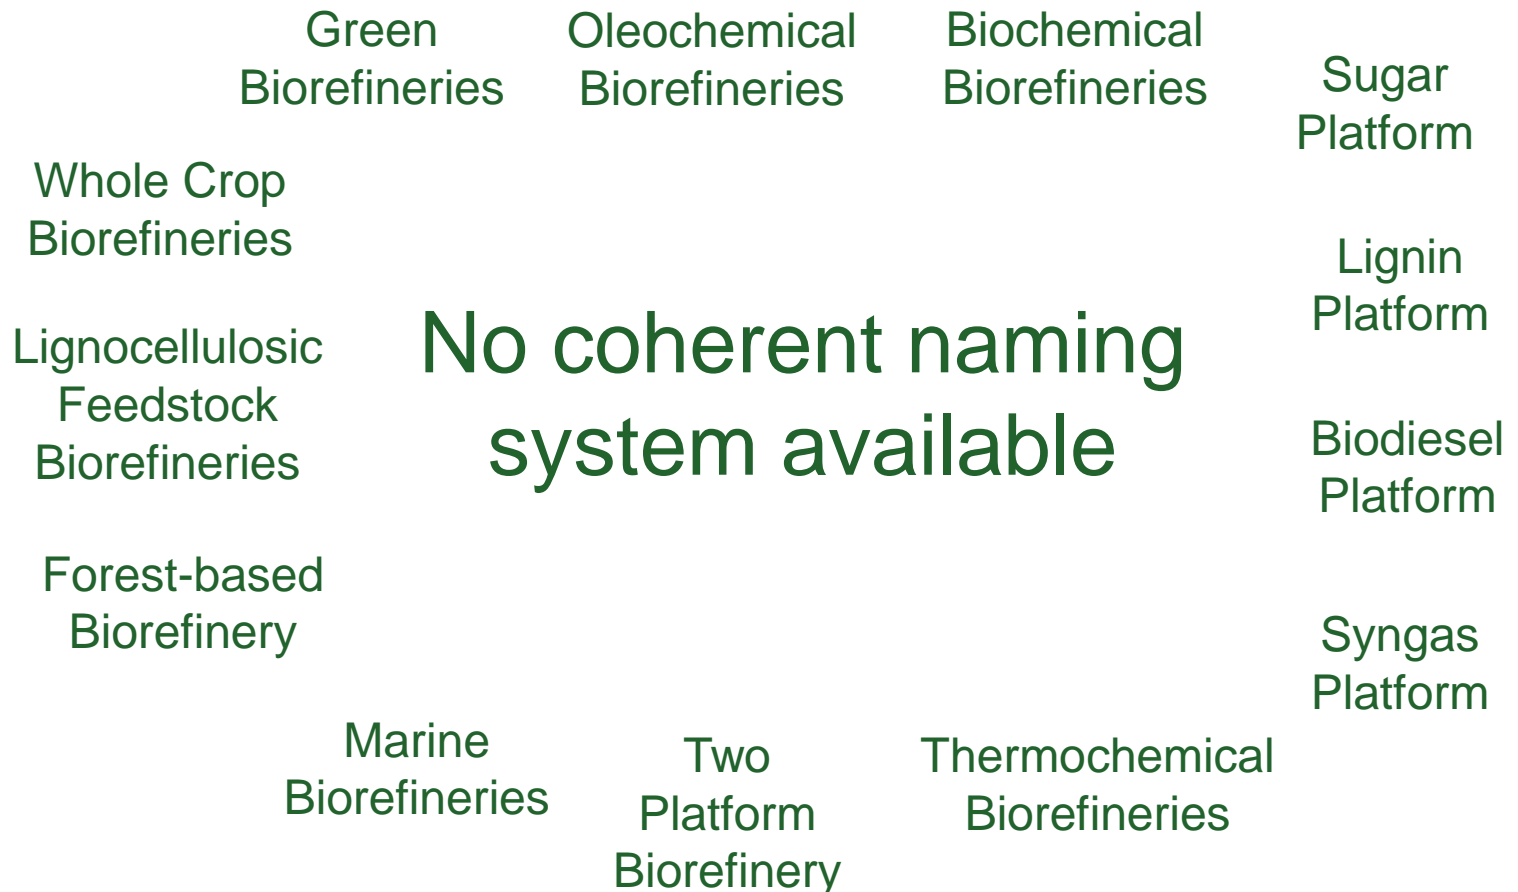 Green
Biorefineries
Oleochemical
Biorefineries
Biochemical
Biorefineries
Sugar
Platform
Whole Crop
Biorefineries
Lignin
Platform
Lignocellulosic
Feedstock
Biorefineries
No coherent naming
system available
Biodiesel
Platform
Forest-based
Biorefinery
Syngas
Platform
Marine
Biorefineries
Two
Platform
Biorefinery
Thermochemical
Biorefineries